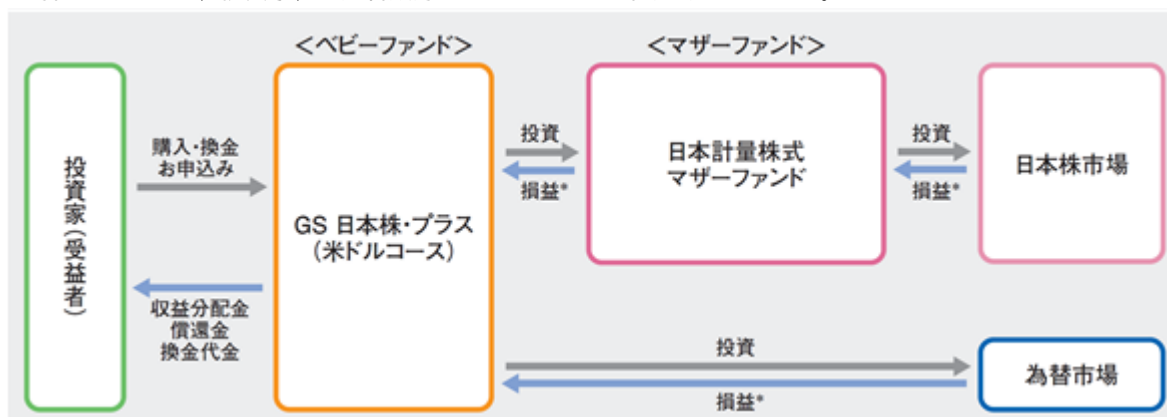 <ベビーファンド>
<マザーファンド>
投資家(受益者)
購入・換金
お申込み
収益分配金
償還金
換金代金
GS 日本株・プラス
(米ドルコース)
投資
損益*
日本計量株式
マザーファンド
投資
損益*
日本株市場
投資
損益*
為替市場